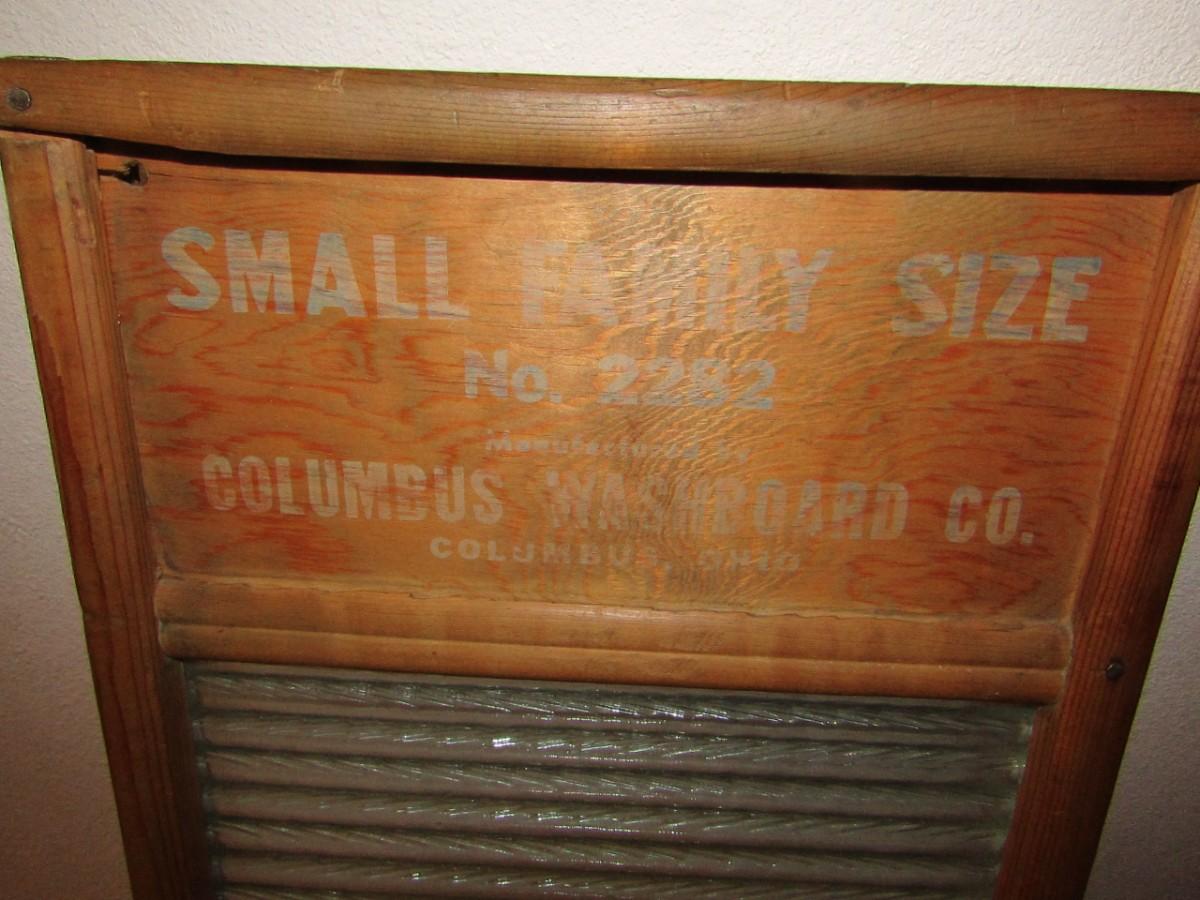 SMALL FAMILY SIZE
No. 2282
Manufactured by
COLUMBUS WASHBOARD CO.
COLUMBUS, OHIO